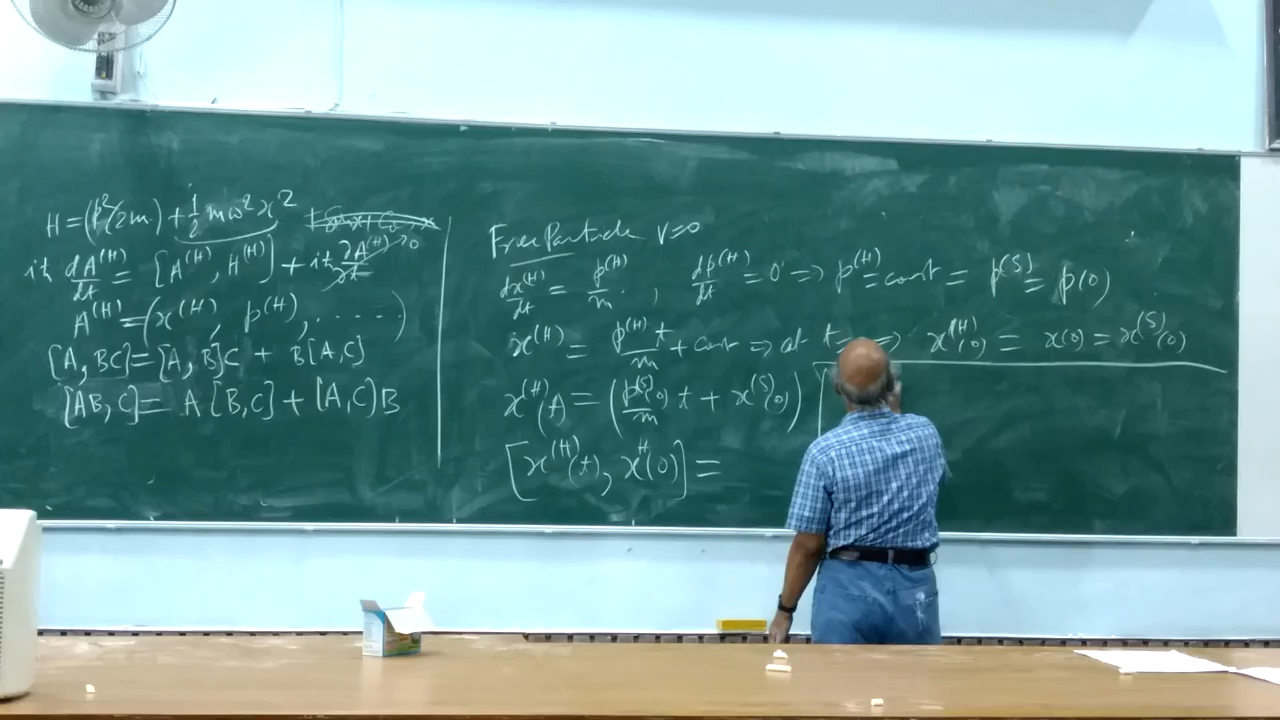 H = (p²/2m) + ½ mω²x²
iℏ dA^(H)/dt = [A^(H), H^(H)] + iℏ ∂A^(H)/∂t → 0
A^(H) = (x^(H), p^(H), ......)
[A, BC] = [A, B]C + B[A, C]
[AB, C] = A[B, C] + [A, C]B
Free Particle V=0
dx^(H)/dt = p^(H)/m , dp^(H)/dt = 0 ⇒ p^(H) = const = p^(S) = p(0)
x^(H) = p^(H)t/m + const ⇒ at t= ⇒ x^(H)(0) = x(0) = x^(S)(0)
x^(H)(t) = (p^(S)(0)/m t + x^(S)(0))
[x^(H)(t), x^H(0)] =